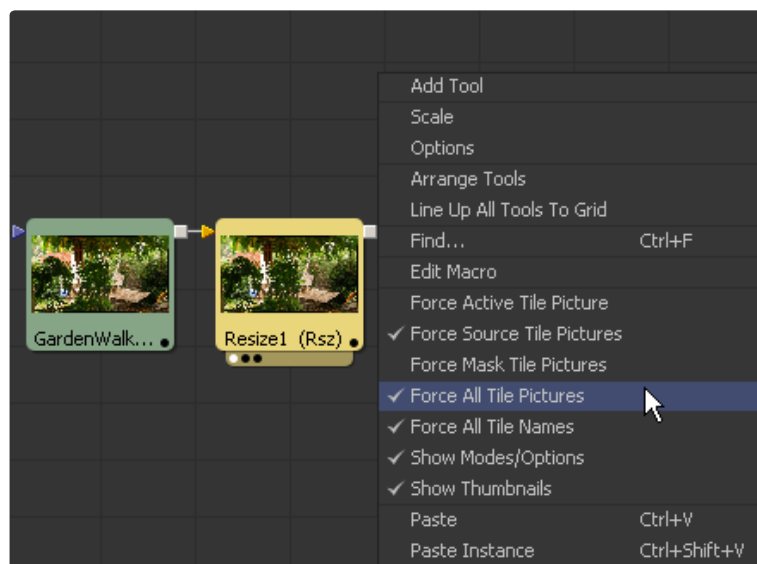 Add Tool
Scale
Options
Arrange Tools
Line Up All Tools To Grid
Find... Ctrl+F
Edit Macro
Force Active Tile Picture
Force Source Tile Pictures
Force Mask Tile Pictures
Force All Tile Pictures
Force All Tile Names
Show Modes/Options
Show Thumbnails
Paste Ctrl+V
Paste Instance Ctrl+Shift+V
GardenWalk...
Resize1 (Rsz)